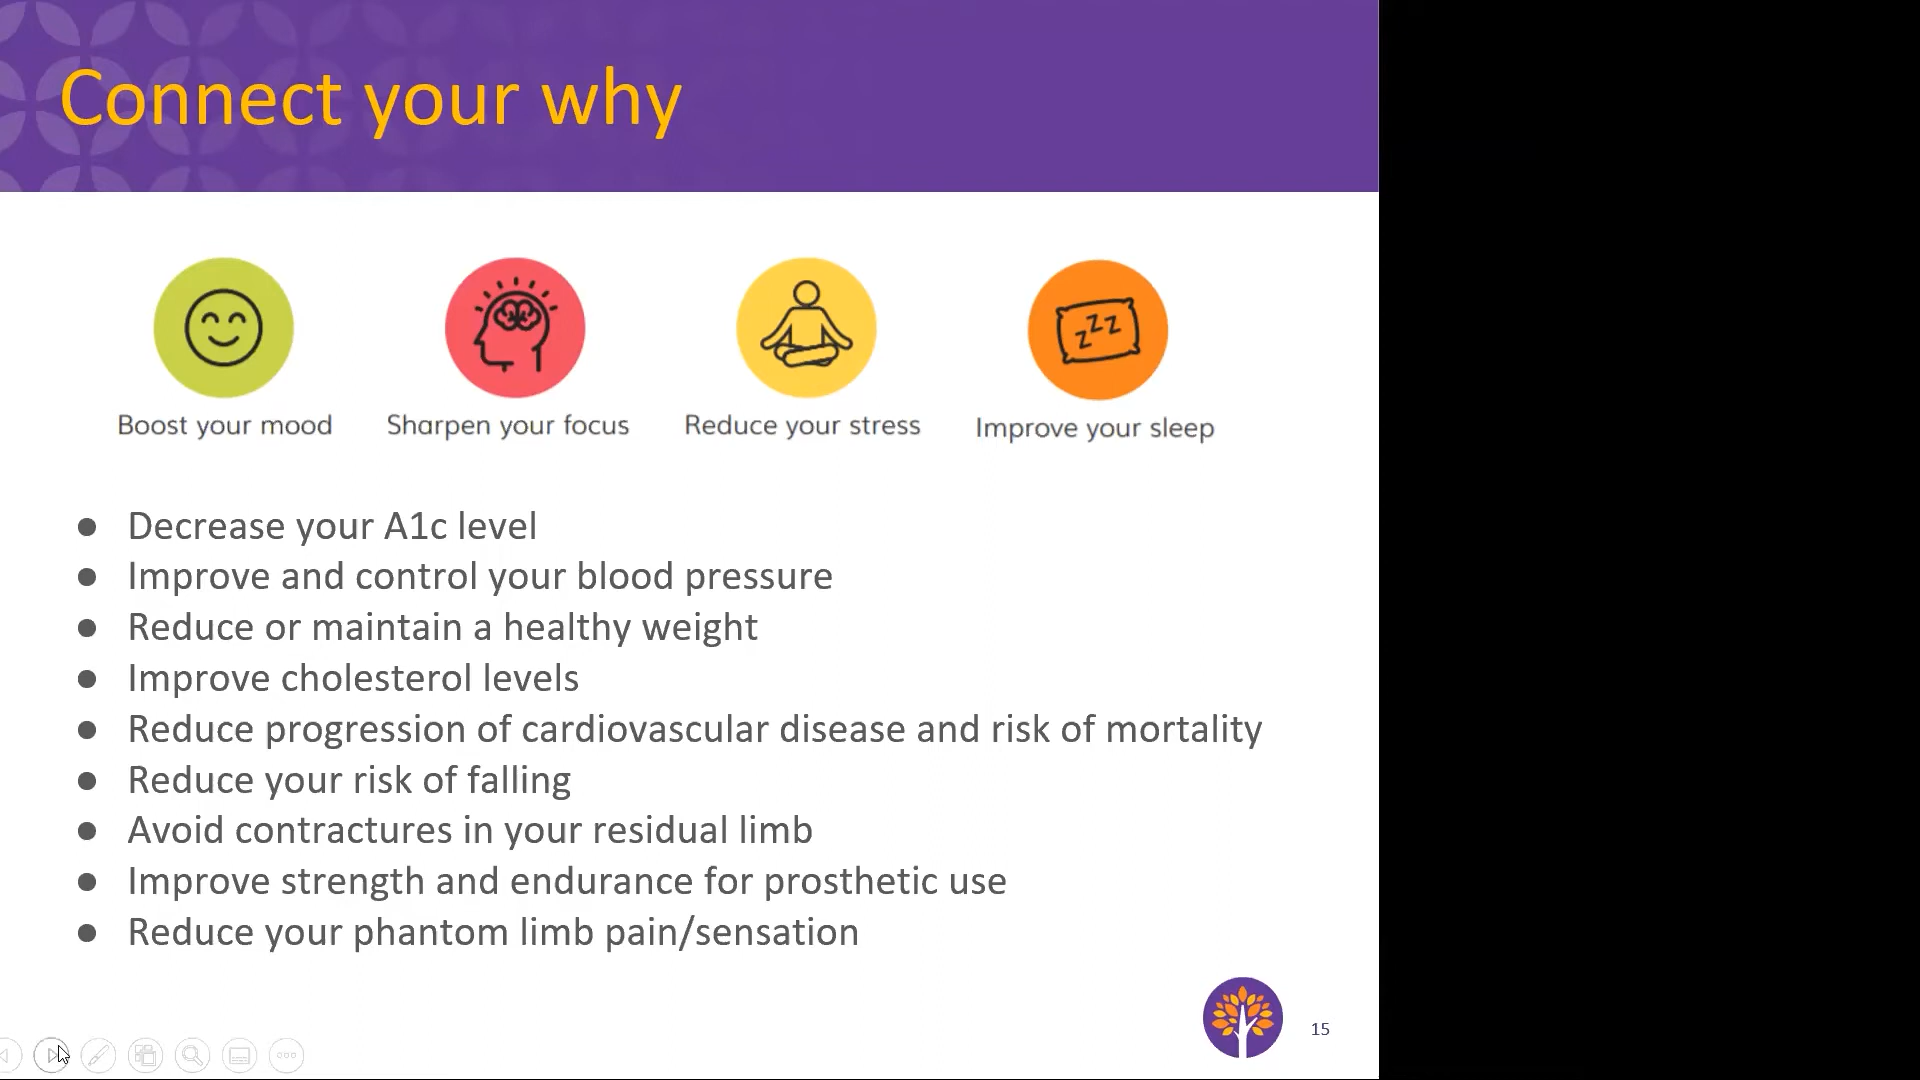 Connect your why
Boost your mood
Sharpen your focus
Reduce your stress
zzz
Improve your sleep
● Decrease your A1c level
● Improve and control your blood pressure
● Reduce or maintain a healthy weight
● Improve cholesterol levels
● Reduce progression of cardiovascular disease and risk of mortality
● Reduce your risk of falling
● Avoid contractures in your residual limb
● Improve strength and endurance for prosthetic use
● Reduce your phantom limb pain/sensation
15